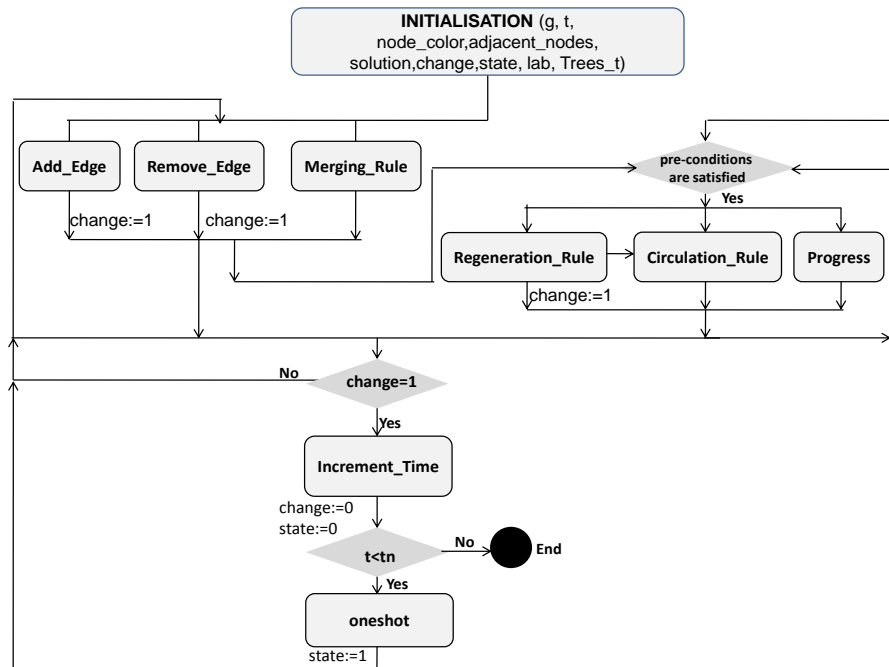 INITIALISATION (g, t,
node_color,adjacent_nodes,
solution,change,state, lab, Trees_t)
Add_Edge
Remove_Edge
Merging_Rule
pre-conditions
are satisfied
Yes
change:=1
change:=1
Regeneration_Rule
Circulation_Rule
Progress
change:=1
No
change=1
Yes
Increment_Time
change:=0
state:=0
t<tn
No
End
Yes
oneshot
state:=1